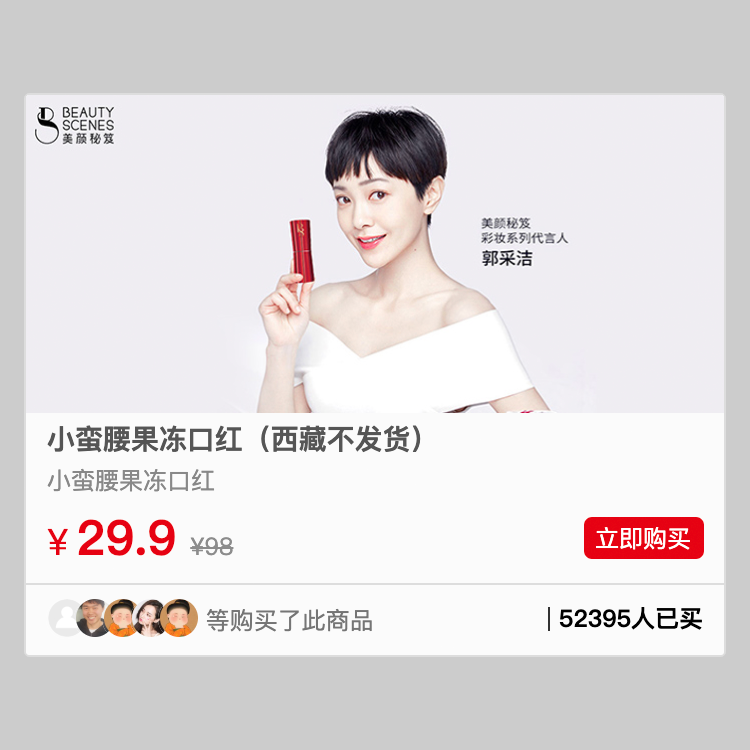 BEAUTY
SCENES
美颜秘笈
美颜秘笈
彩妆系列代言人
郭采洁
小蛮腰果冻口红（西藏不发货）
小蛮腰果冻口红
¥ 29.9 ¥98
立即购买
等购买了此商品
| 52395人已买